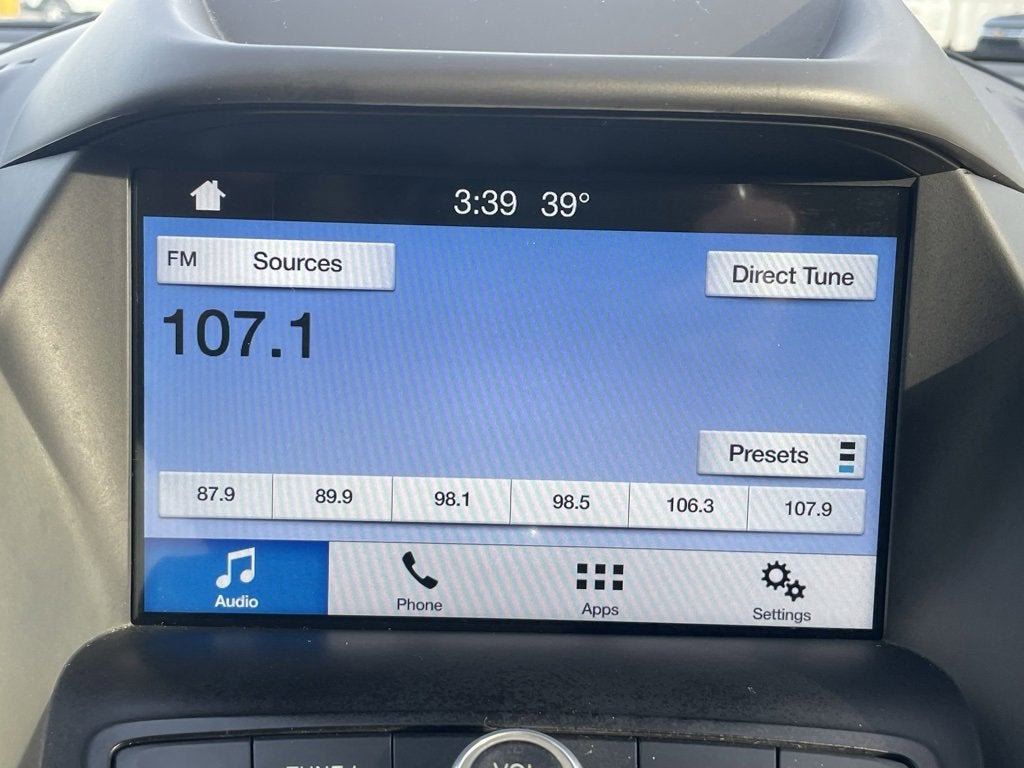 3:39 39°
FM Sources
Direct Tune
107.1
Presets
87.9 89.9 98.1 98.5 106.3 107.9
Audio Phone Apps Settings
VOL